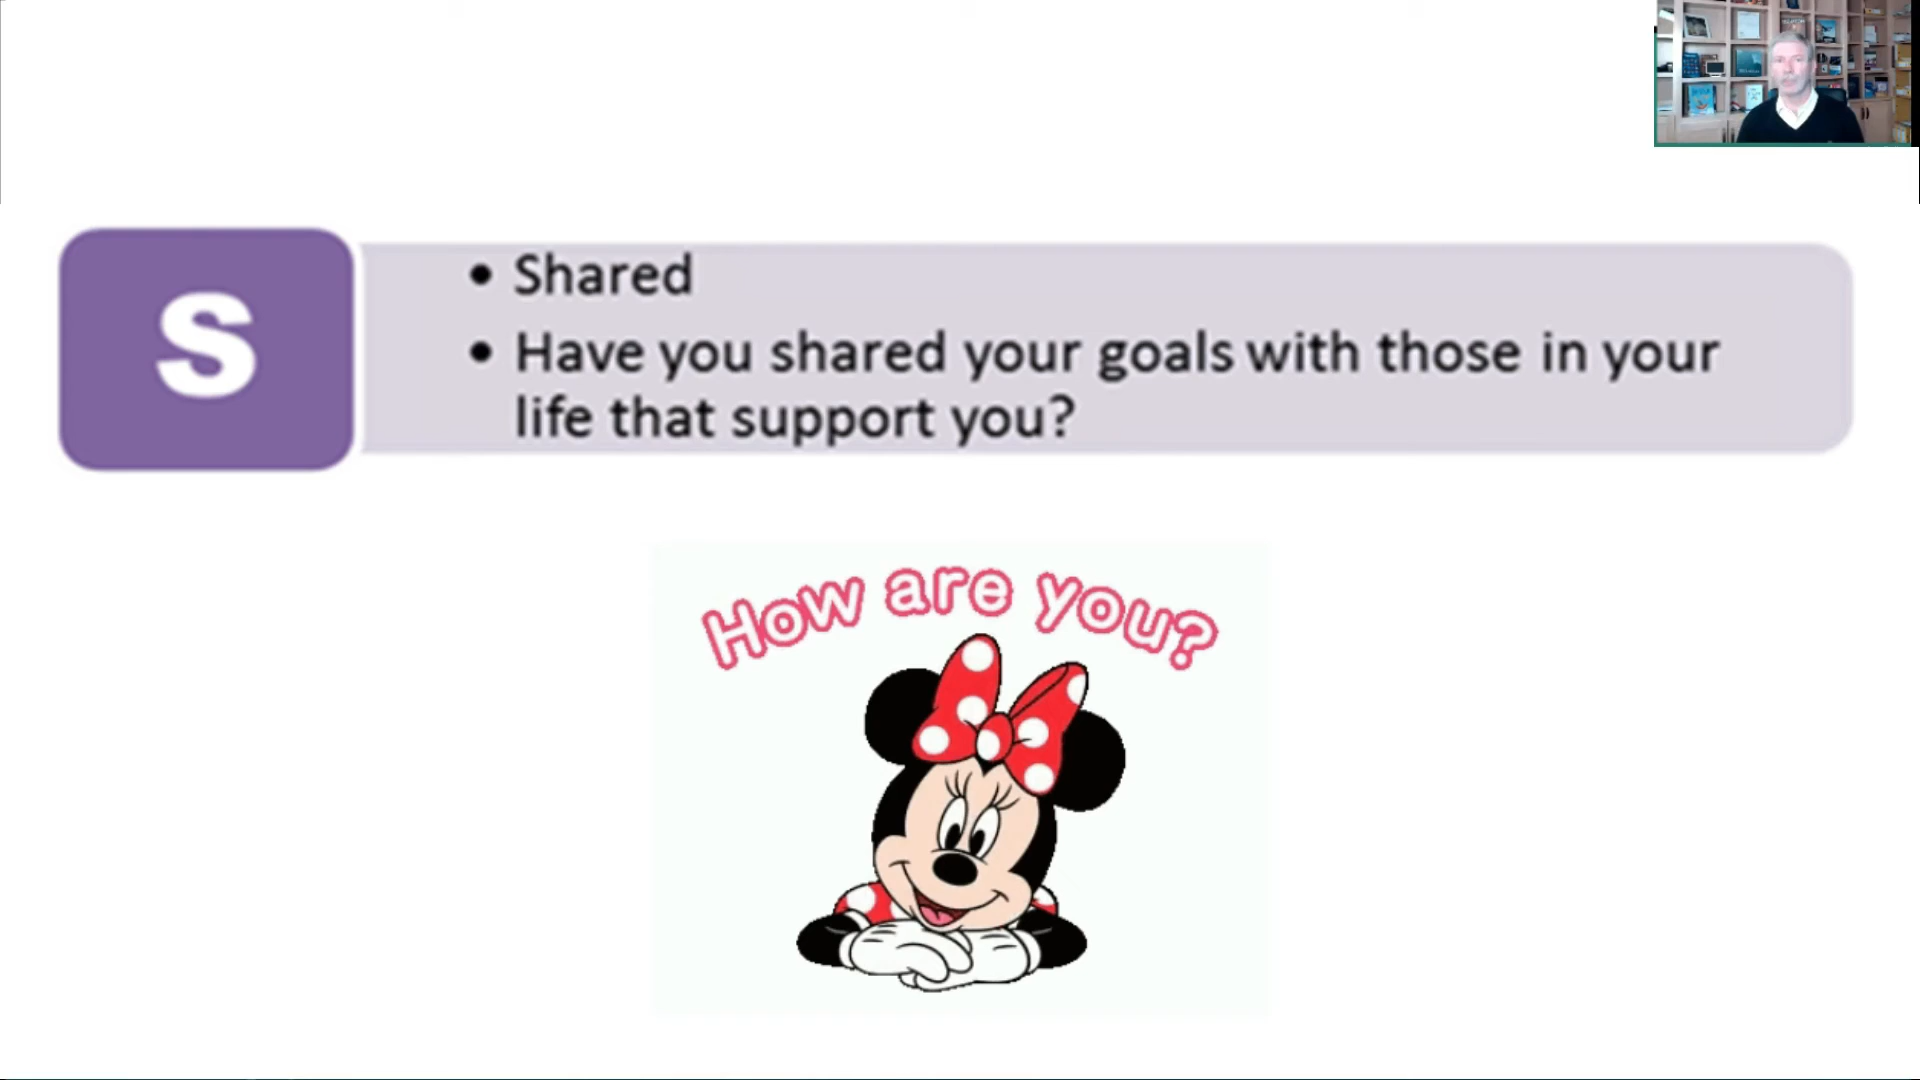 S
• Shared
• Have you shared your goals with those in your
life that support you?
How are you?